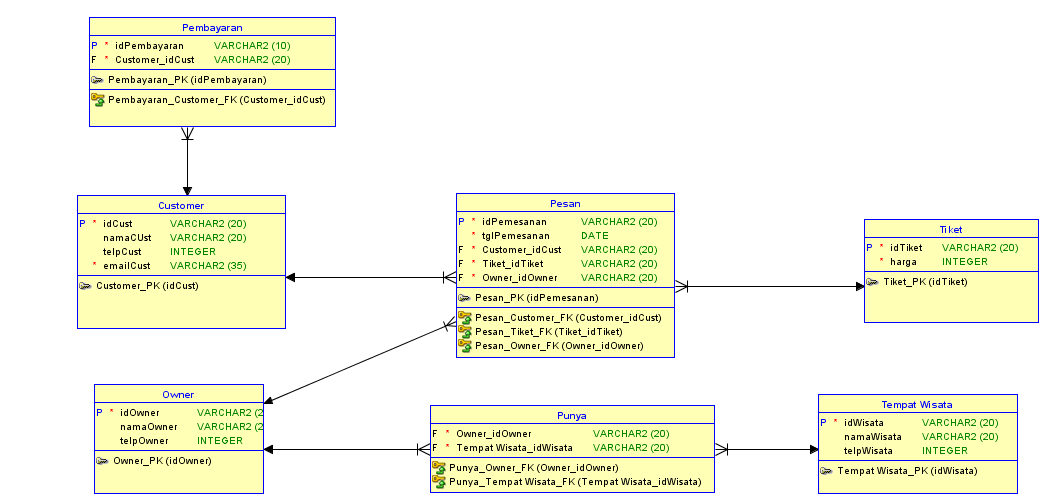 Pembayaran
P * idPembayaran VARCHAR2 (10)
F * Customer_idCust VARCHAR2 (20)
Pembayaran_PK (idPembayaran)
Pembayaran_Customer_FK (Customer_idCust)
Customer
P * idCust VARCHAR2 (20)
namaCUst VARCHAR2 (20)
telpCust INTEGER
* emailCust VARCHAR2 (35)
Customer_PK (idCust)
Pesan
P * idPemesanan VARCHAR2 (20)
* tglPemesanan DATE
F * Customer_idCust VARCHAR2 (20)
F * Tiket_idTiket VARCHAR2 (20)
F * Owner_idOwner VARCHAR2 (20)
Pesan_PK (idPemesanan)
Pesan_Customer_FK (Customer_idCust)
Pesan_Tiket_FK (Tiket_idTiket)
Pesan_Owner_FK (Owner_idOwner)
Tiket
P * idTiket VARCHAR2 (20)
* harga INTEGER
Tiket_PK (idTiket)
Owner
P * idOwner VARCHAR2 (2
namaOwner VARCHAR2 (2
telpOwner INTEGER
Owner_PK (idOwner)
Punya
F * Owner_idOwner VARCHAR2 (20)
F * Tempat Wisata_idWisata VARCHAR2 (20)
Punya_Owner_FK (Owner_idOwner)
Punya_Tempat Wisata_FK (Tempat Wisata_idWisata)
Tempat Wisata
P * idWisata VARCHAR2 (20)
namaWisata VARCHAR2 (20)
telpWisata INTEGER
Tempat Wisata_PK (idWisata)